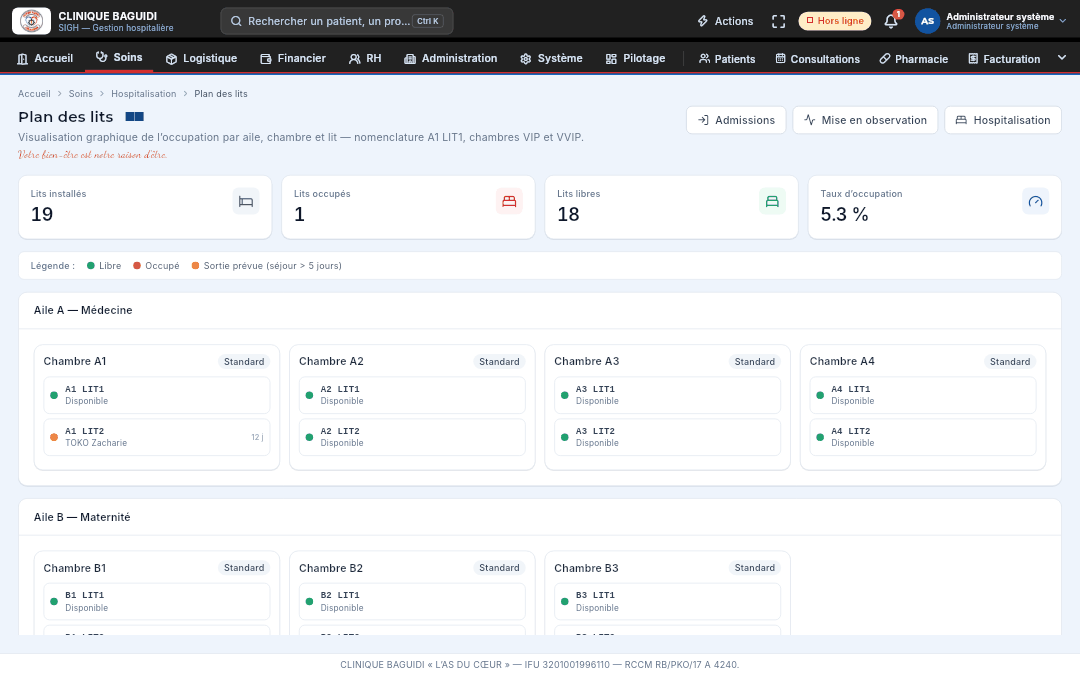 CLINIQUE BAGUIDI
SIGH — Gestion hospitalière
Rechercher un patient, un pro... Ctrl K
Actions
Hors ligne
1
AS
Administrateur système
Administrateur système
Accueil Soins Logistique Financier RH Administration Système Pilotage Patients Consultations Pharmacie Facturation
Accueil > Soins > Hospitalisation > Plan des lits
Plan des lits
Visualisation graphique de l'occupation par aile, chambre et lit — nomenclature A1 LIT1, chambres VIP et VVIP.
Votre bien-être est notre raison d'être.
Admissions Mise en observation Hospitalisation
Lits installés
19
Lits occupés
1
Lits libres
18
Taux d'occupation
5.3 %
Légende : Libre Occupé Sortie prévue (séjour > 5 jours)
Aile A — Médecine
Chambre A1 Standard
A1 LIT1
Disponible
A1 LIT2
TOKO Zacharie 12 j
Chambre A2 Standard
A2 LIT1
Disponible
A2 LIT2
Disponible
Chambre A3 Standard
A3 LIT1
Disponible
A3 LIT2
Disponible
Chambre A4 Standard
A4 LIT1
Disponible
A4 LIT2
Disponible
Aile B — Maternité
Chambre B1 Standard
B1 LIT1
Disponible
Chambre B2 Standard
B2 LIT1
Disponible
Chambre B3 Standard
B3 LIT1
Disponible
CLINIQUE BAGUIDI « L'AS DU CŒUR » — IFU 3201001996110 — RCCM RB/PKO/17 A 4240.